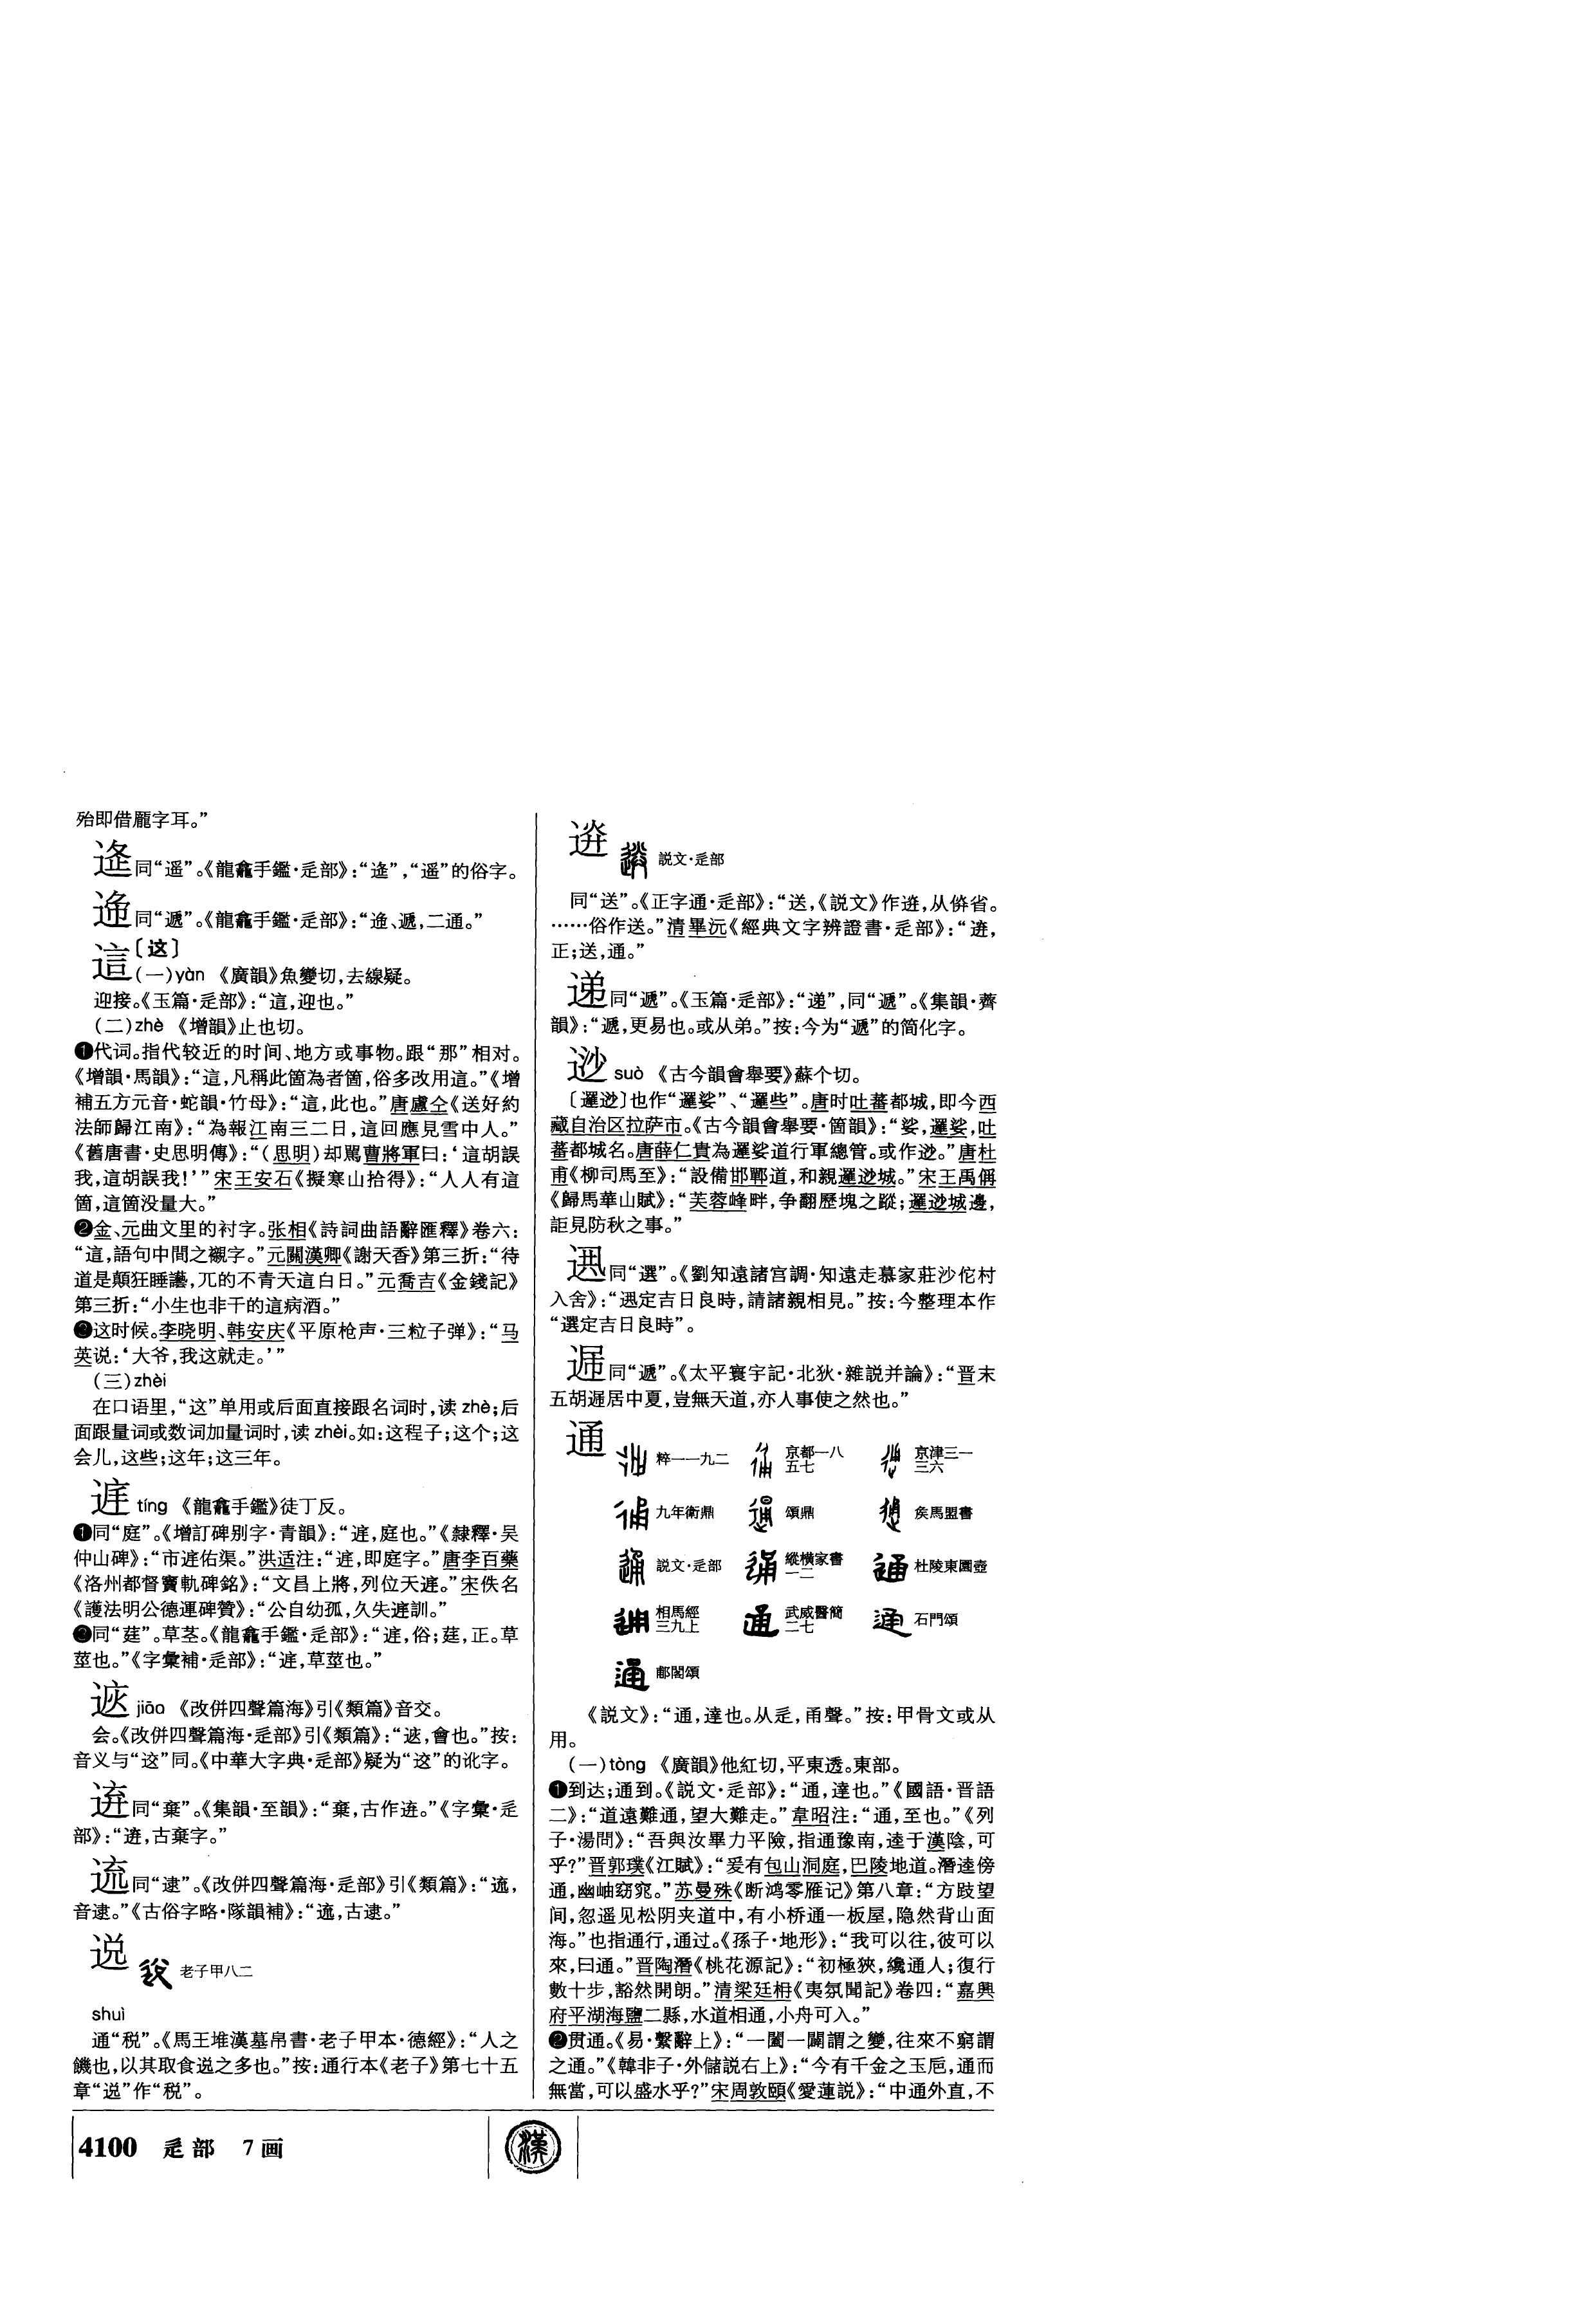 殆即借龎字耳。”
同“遥”。《龍龕手鑑·辵部》：“”，“遥”的俗字。
同“遞”。《龍龕手鑑·辵部》：“、遞，二通。”
這〔这〕
(一)yàn 《廣韻》魚變切，去線疑。
迎接。《玉篇·辵部》：“這，迎也。”
(二)zhè 《增韻》止也切。
❶代词。指代较近的时间、地方或事物。跟“那”相对。
《增韻·馬韻》：“這，凡稱此箇為者箇，俗多改用這。”《增
補五方元音·蛇韻·竹母》：“這，此也。”唐盧仝《送好約
法師歸江南》：“為報江南三二日，這回應見雪中人。”
《舊唐書·史思明傳》：“(思明)却駡曹將軍曰：‘這胡誤
我，這胡誤我！’”宋王安石《擬寒山拾得》：“人人有這
箇，這箇没量大。”
❷金、元曲文里的衬字。张相《詩詞曲語辭匯釋》卷六：
“這，語句中間之襯字。”元關漢卿《謝天香》第三折：“待
道是顛狂睡囈，兀的不青天這白日。”元喬吉《金錢記》
第三折：“小生也非干的這病酒。”
❸这时候。李晓明、韩安庆《平原枪声·三粒子弹》：“马
英说：‘大爷，我这就走。’”
(三)zhèi
在口语里，“这”单用或后面直接跟名词时，读zhè；后
面跟量词或数词加量词时，读zhèi。如：这程子；这个；这
会儿，这些；这年；这三年。
tíng 《龍龕手鑑》徒丁反。
❶同“庭”。《增訂碑别字·青韻》：“，庭也。”《隸釋·吴
仲山碑》：“市佑渠。”洪适注：“，即庭字。”唐李百藥
《洛州都督竇軌碑銘》：“文昌上將，列位天。”宋佚名
《護法明公德運碑贊》：“公自幼孤，久失訓。”
❷同“莛”。草茎。《龍龕手鑑·辵部》：“，俗；莛，正。草
莖也。”《字彙補·辵部》：“，草莖也。”
jiāo 《改併四聲篇海》引《類篇》音交。
会。《改併四聲篇海·辵部》引《類篇》：“，會也。”按：
音义与“这”同。《中華大字典·辵部》疑为“这”的讹字。
同“棄”。《集韻·至韻》：“棄，古作。”《字彙·辵
部》：“，古棄字。”
同“逮”。《改併四聲篇海·辵部》引《類篇》：“，
音逮。”《古俗字略·隊韻補》：“，古逮。”
老子甲八二
shuì
通“税”。《馬王堆漢墓帛書·老子甲本·德經》：“人之
饑也，以其取食之多也。”按：通行本《老子》第七十五
章“”作“税”。
説文·辵部
同“送”。《正字通·辵部》：“送，《説文》作，从倴省。
……俗作送。”清畢沅《經典文字辨證書·辵部》：“，
正；送，通。”
递同“遞”。《玉篇·辵部》：“递”，同“遞”。《集韻·薺
韻》：“遞，更易也。或从弟。”按：今为“遞”的简化字。
逤 suò 《古今韻會舉要》蘇个切。
〔邏逤〕也作“邏娑”、“邏些”。唐时吐蕃都城，即今西
藏自治区拉萨市。《古今韻會舉要·箇韻》：“娑，邏娑，吐
蕃都城名。唐薛仁貴為邏娑道行軍總管。或作逤。”唐杜
甫《柳司馬至》：“設備邯鄲道，和親邏逤城。”宋王禹偁
《歸馬華山賦》：“芙蓉峰畔，争翻歷塊之蹤；邏逤城邊，
詎見防秋之事。”
同“選”。《劉知遠諸宫調·知遠走慕家莊沙佗村
入舍》：“定吉日良時，請諸親相見。”按：今整理本作
“選定吉日良時”。
同“遞”。《太平寰宇記·北狄·雜説并論》：“晋末
五胡居中夏，豈無天道，亦人事使之然也。”
通 粹一一九二 京都一八五七 京津三一三六
九年衛鼎 頌鼎 矦馬盟書
説文·辵部 縱横家書一二 杜陵東園壺
相馬經三九上 武威醫簡二七 石門頌
郙閣頌
《説文》：“通，達也。从辵，甬聲。”按：甲骨文或从
用。
(一)tòng 《廣韻》他紅切，平東透。東部。
❶到达；通到。《説文·辵部》：“通，達也。”《國語·晋語
二》：“道遠難通，望大難走。”韋昭注：“通，至也。”《列
子·湯問》：“吾與汝畢力平險，指通豫南，達于漢陰，可
乎？”晋郭璞《江賦》：“爰有包山洞庭，巴陵地道。潛逵傍
通，幽岫窈窕。”苏曼殊《断鸿零雁记》第八章：“方跂望
间，忽遥见松阴夹道中，有小桥通一板屋，隐然背山面
海。”也指通行，通过。《孫子·地形》：“我可以往，彼可以
來，曰通。”晋陶潛《桃花源記》：“初極狹，纔通人；復行
數十步，豁然開朗。”清梁廷枏《夷氛聞記》卷四：“嘉興
府平湖海鹽二縣，水道相通，小舟可入。”
❷贯通。《易·繫辭上》：“一闔一闢謂之變，往來不窮謂
之通。”《韓非子·外儲説右上》：“今有千金之玉卮，通而
無當，可以盛水乎？”宋周敦頤《愛蓮説》：“中通外直，不
4100 辵部 7画
漢